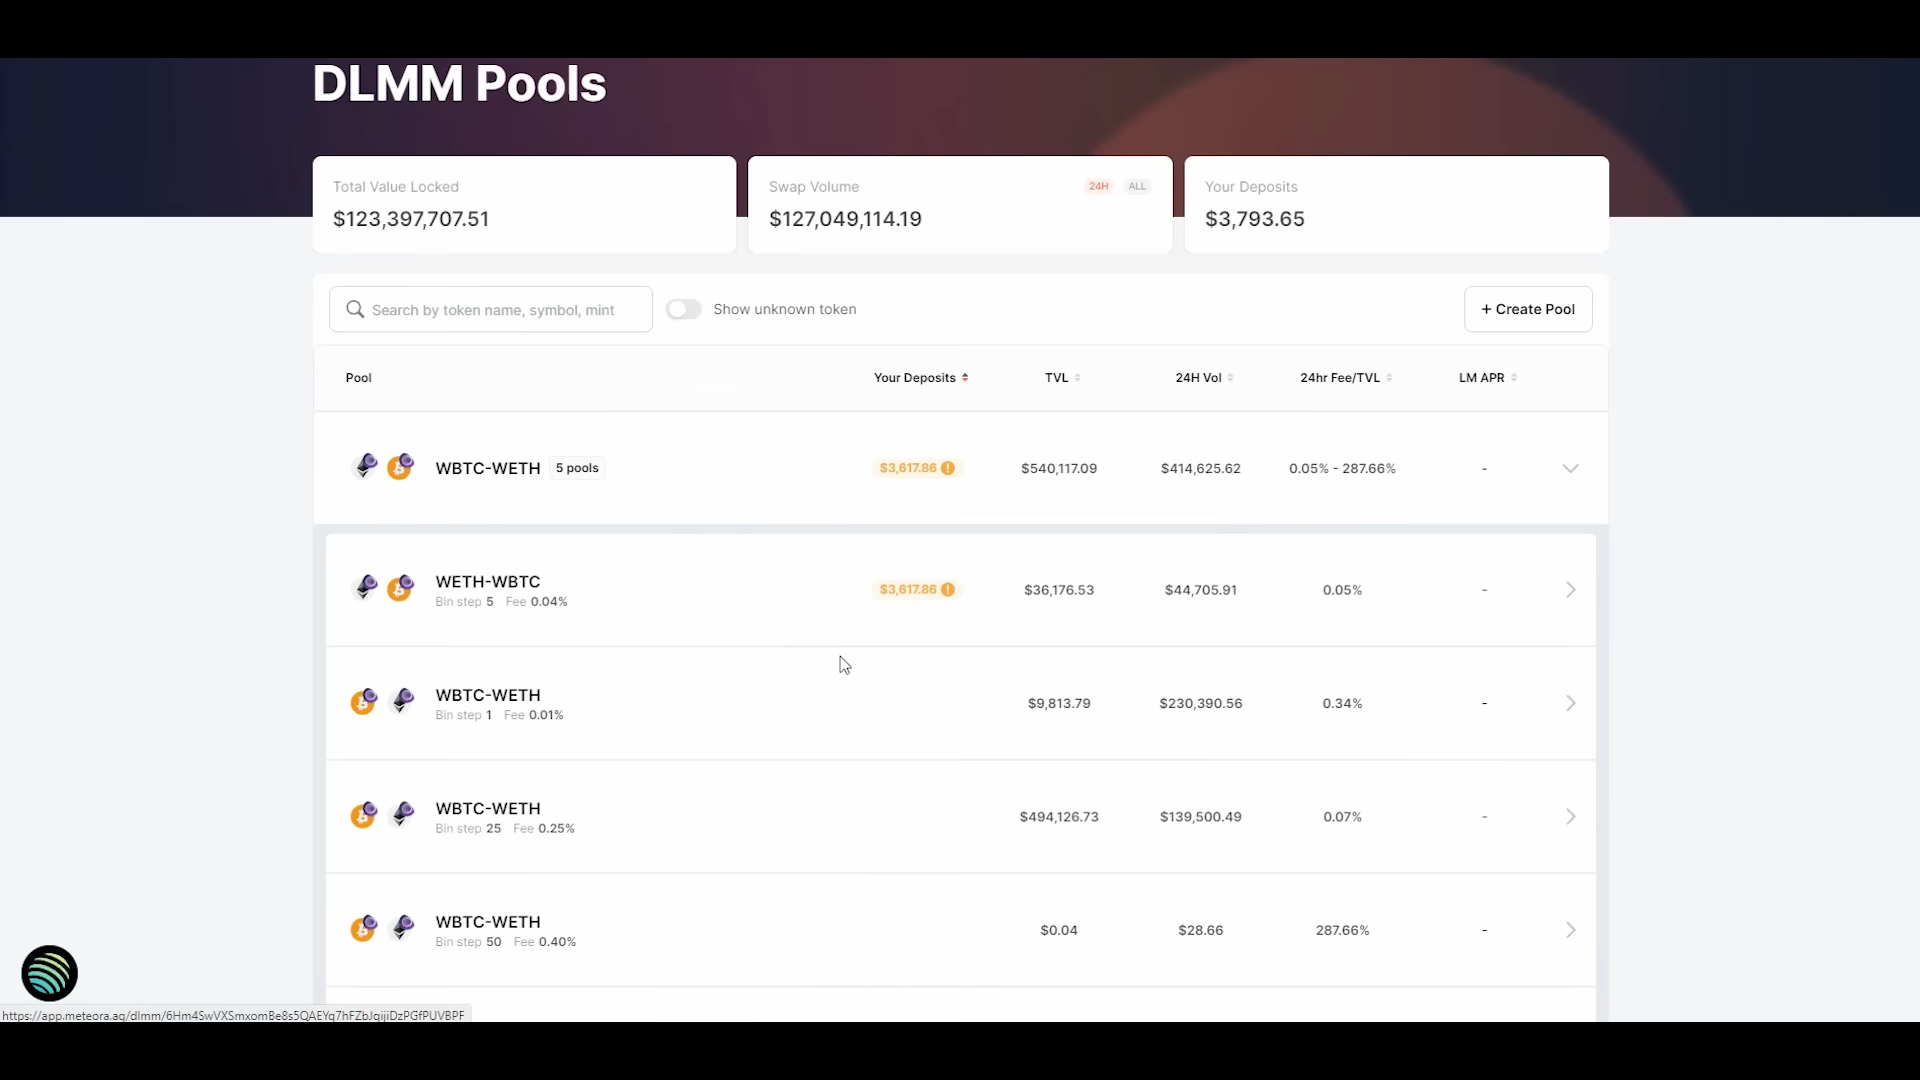 DLMM Pools
Total Value Locked
$123,397,707.51
Swap Volume
24H
ALL
$127,049,114.19
Your Deposits
$3,793.65
Search by token name, symbol, mint
Show unknown token
+ Create Pool
Pool
Your Deposits
TVL
24H Vol
24hr Fee/TVL
LM APR
WBTC-WETH 5 pools
$3,617.86
$540,117.09
$414,625.62
0.05% - 287.66%
-
WETH-WBTC
Bin step 5 Fee 0.04%
$3,617.86
$36,176.53
$44,705.91
0.05%
-
WBTC-WETH
Bin step 1 Fee 0.01%
$9,813.79
$230,390.56
0.34%
-
WBTC-WETH
Bin step 25 Fee 0.25%
$494,126.73
$139,500.49
0.07%
-
WBTC-WETH
Bin step 50 Fee 0.40%
$0.04
$28.66
287.66%
-
https://app.meteora.ag/dlmm/6Hm4SwVXSmxomBe8s5QAEYq7hFZbJqijiDzPGfPUVBPF